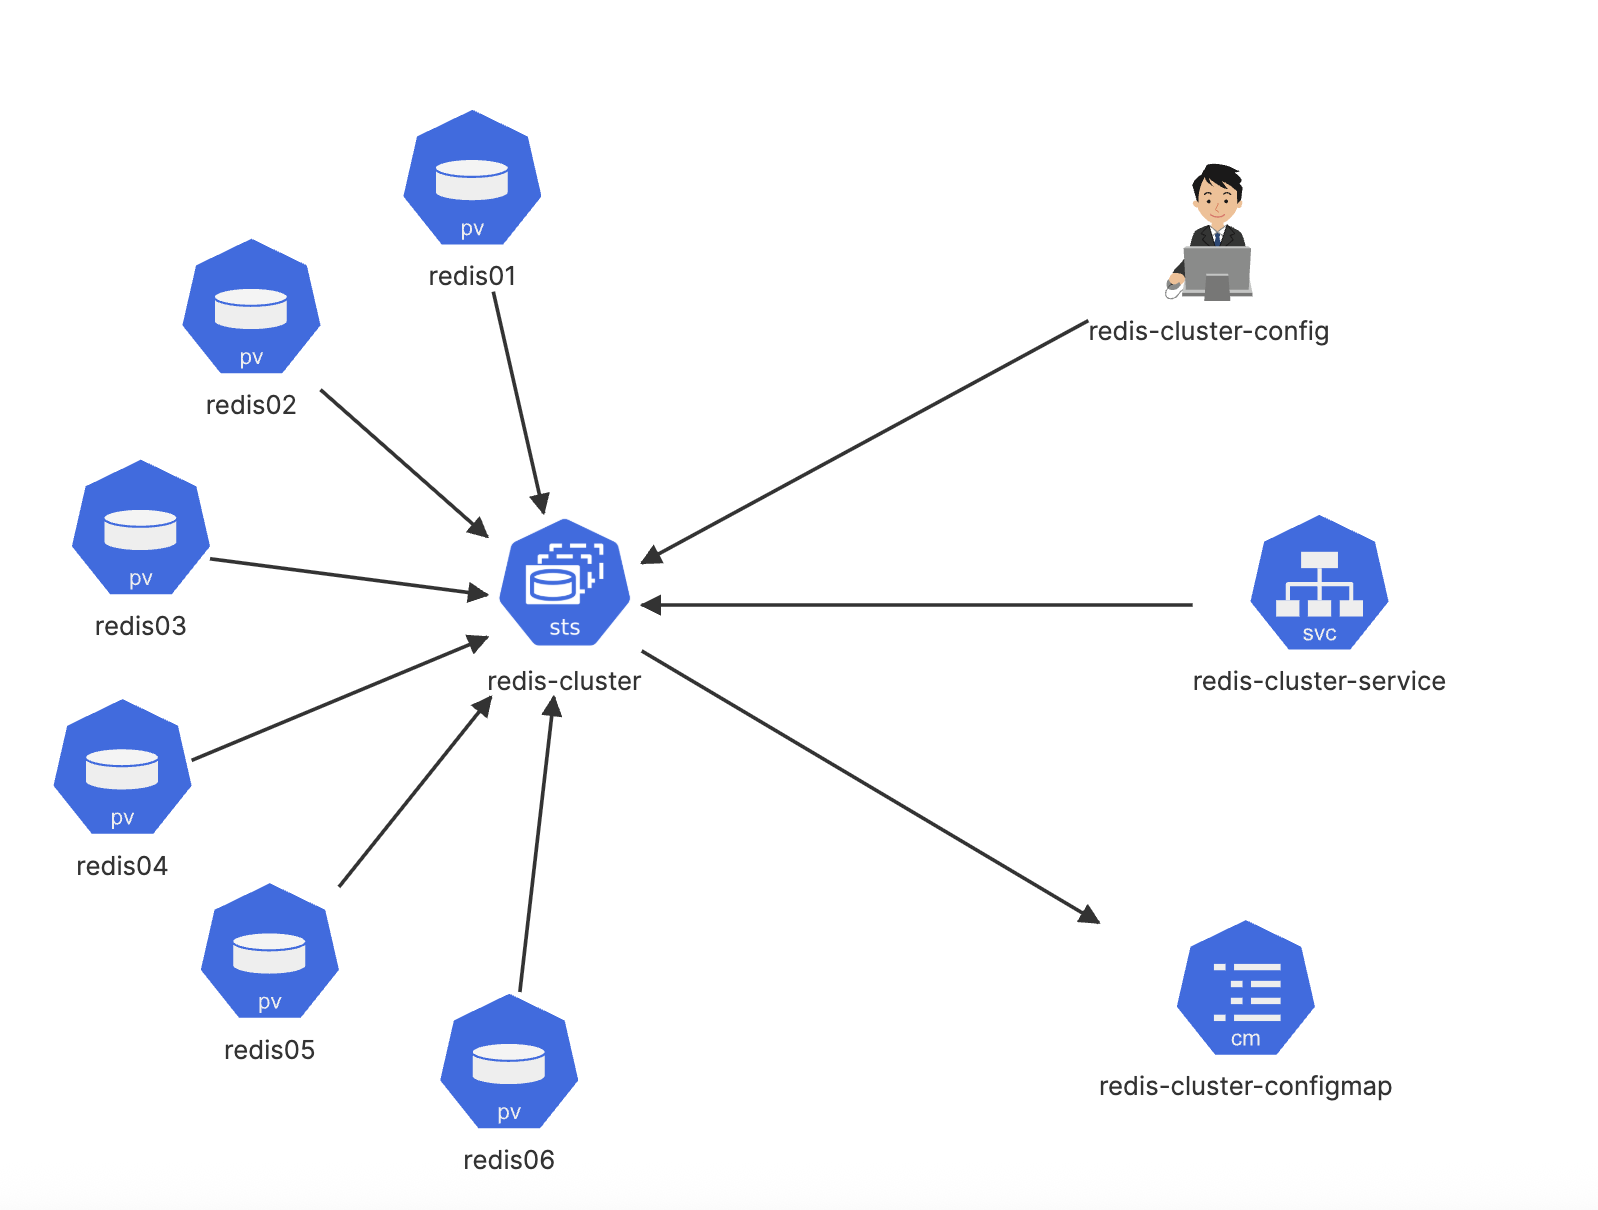 pv
redis01
pv
redis02
redis-cluster-config
pv
redis03
sts
redis-cluster
svc
redis-cluster-service
pv
redis04
pv
redis05
cm
redis-cluster-configmap
pv
redis06